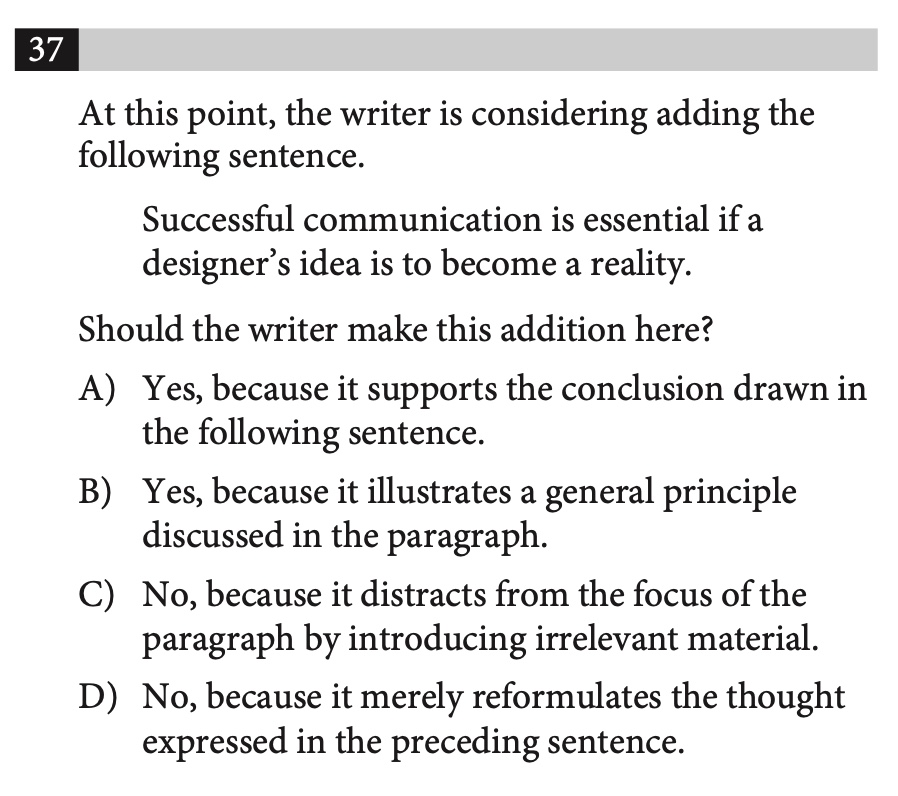 37
At this point, the writer is considering adding the
following sentence.
Successful communication is essential if a
designer’s idea is to become a reality.
Should the writer make this addition here?
A) Yes, because it supports the conclusion drawn in
the following sentence.
B) Yes, because it illustrates a general principle
discussed in the paragraph.
C) No, because it distracts from the focus of the
paragraph by introducing irrelevant material.
D) No, because it merely reformulates the thought
expressed in the preceding sentence.